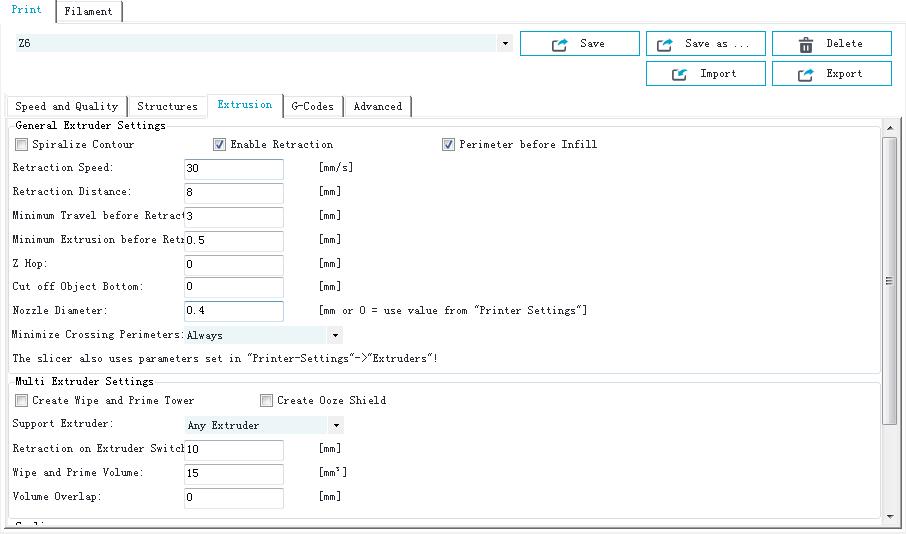 Print Filament
Z6 Save Save as ... Delete
Import Export
Speed and Quality Structures Extrusion G-Codes Advanced
General Extruder Settings
Spiralize Contour Enable Retraction Perimeter before Infill
Retraction Speed: 30 [mm/s]
Retraction Distance: 8 [mm]
Minimum Travel before Retract 3 [mm]
Minimum Extrusion before Retr 0.5 [mm]
Z Hop: 0 [mm]
Cut off Object Bottom: 0 [mm]
Nozzle Diameter: 0.4 [mm or 0 = use value from "Printer Settings"]
Minimize Crossing Perimeters: Always
The slicer also uses parameters set in "Printer-Settings"->"Extruders"!
Multi Extruder Settings
Create Wipe and Prime Tower Create Ooze Shield
Support Extruder: Any Extruder
Retraction on Extruder Switch 10 [mm]
Wipe and Prime Volume: 15 [mm³]
Volume Overlap: 0 [mm]